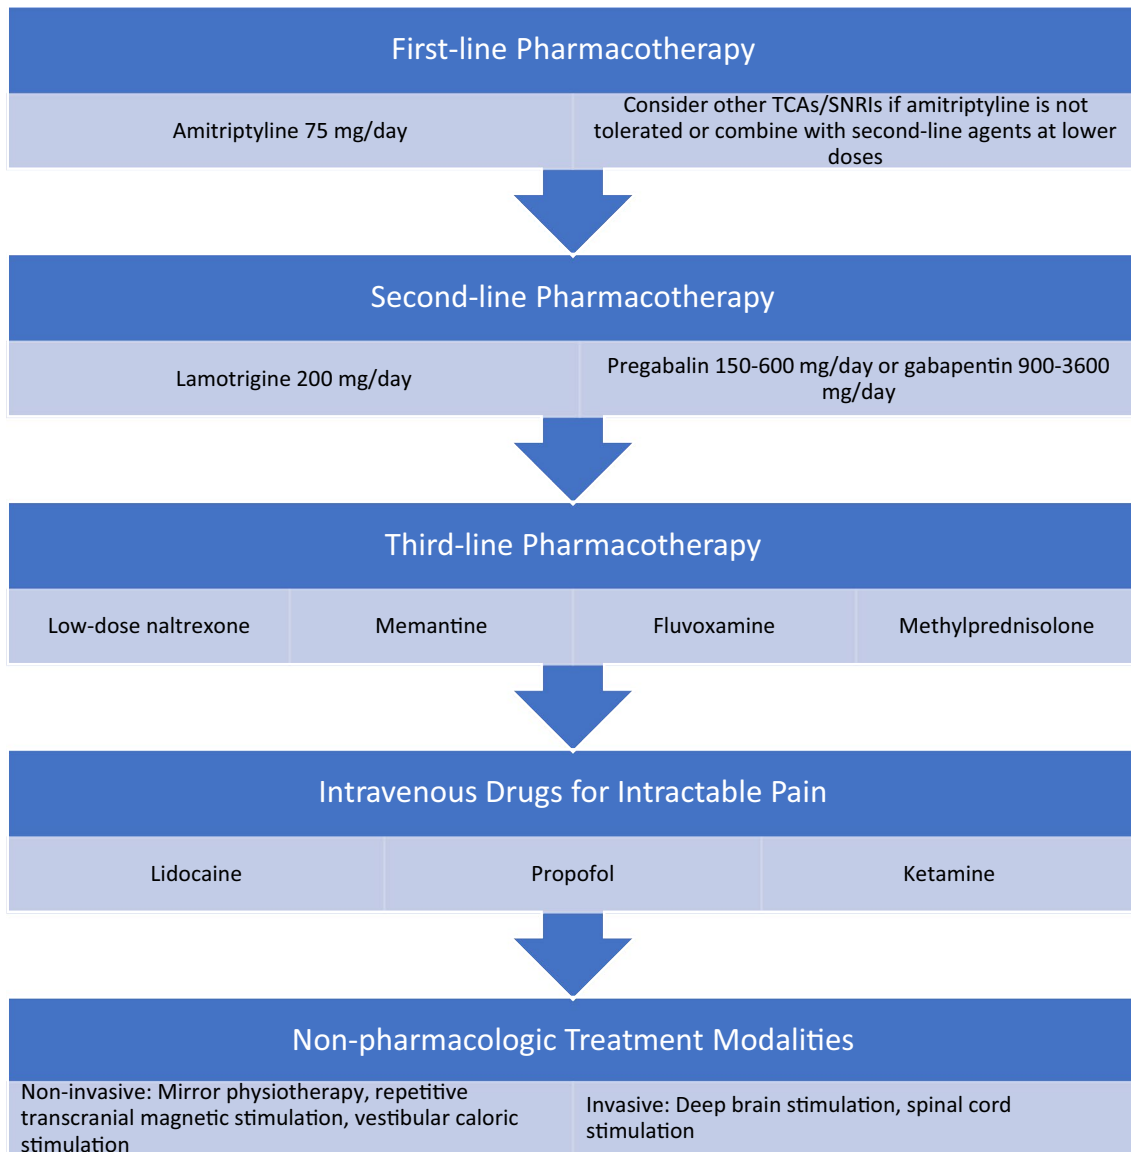 First-line Pharmacotherapy
Amitriptyline 75 mg/day
Consider other TCAs/SNRIs if amitriptyline is not
tolerated or combine with second-line agents at lower
doses
Second-line Pharmacotherapy
Lamotrigine 200 mg/day
Pregabalin 150-600 mg/day or gabapentin 900-3600
mg/day
Third-line Pharmacotherapy
Low-dose naltrexone
Memantine
Fluvoxamine
Methylprednisolone
Intravenous Drugs for Intractable Pain
Lidocaine
Propofol
Ketamine
Non-pharmacologic Treatment Modalities
Non-invasive: Mirror physiotherapy, repetitive
transcranial magnetic stimulation, vestibular caloric
stimulation
Invasive: Deep brain stimulation, spinal cord
stimulation